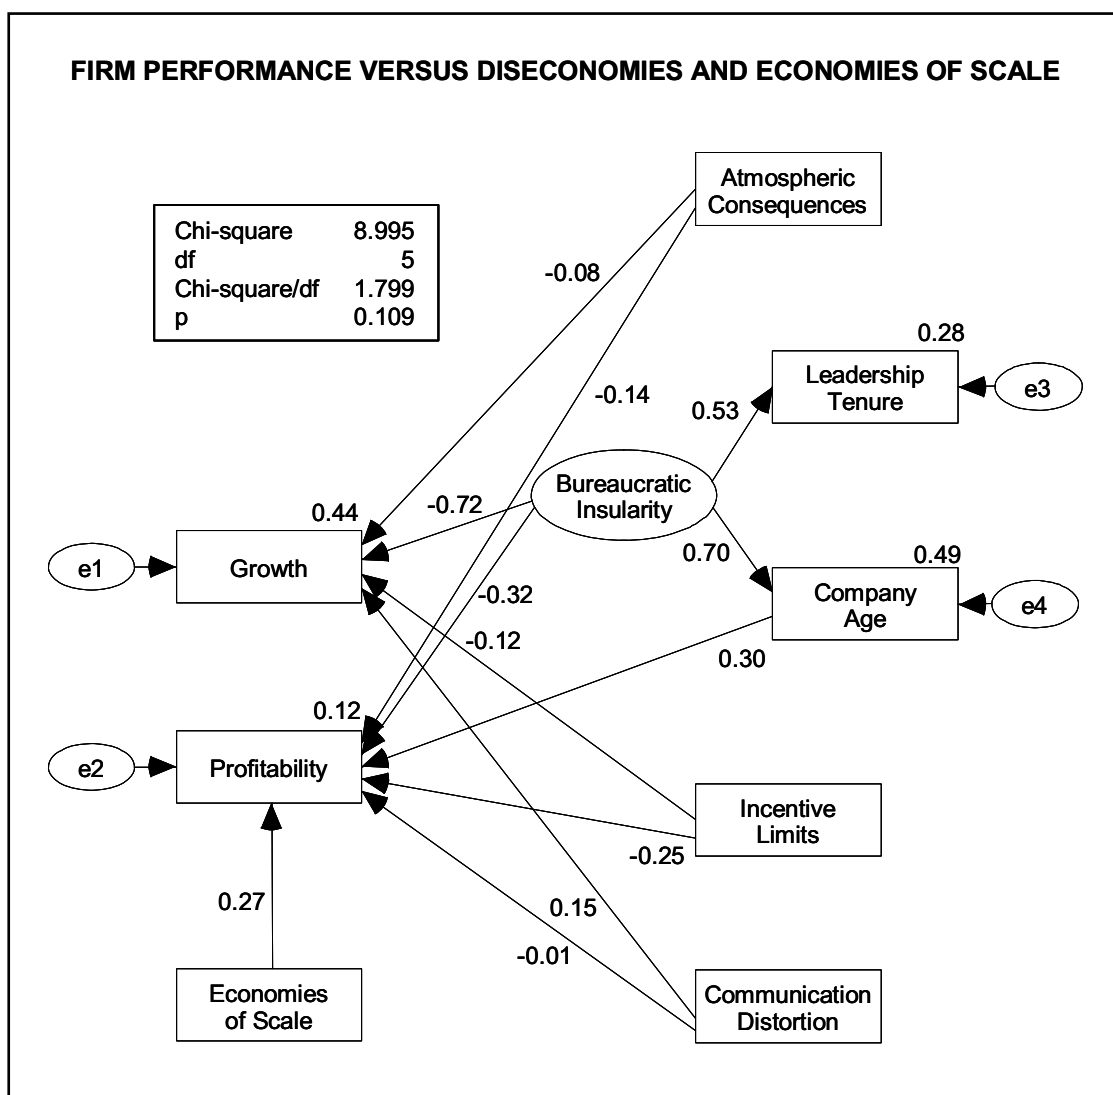 FIRM PERFORMANCE VERSUS DISECONOMIES AND ECONOMIES OF SCALE
Atmospheric
Consequences
Chi-square 8.995
df 5
Chi-square/df 1.799
p 0.109
-0.08
0.28
Leadership
Tenure
e3
-0.14
0.53
Bureaucratic
Insularity
-0.72
0.44
Growth
e1
0.70
0.49
Company
Age
e4
-0.32
-0.12
0.30
0.12
Profitability
e2
Incentive
Limits
-0.25
0.27
0.15
-0.01
Economies
of Scale
Communication
Distortion